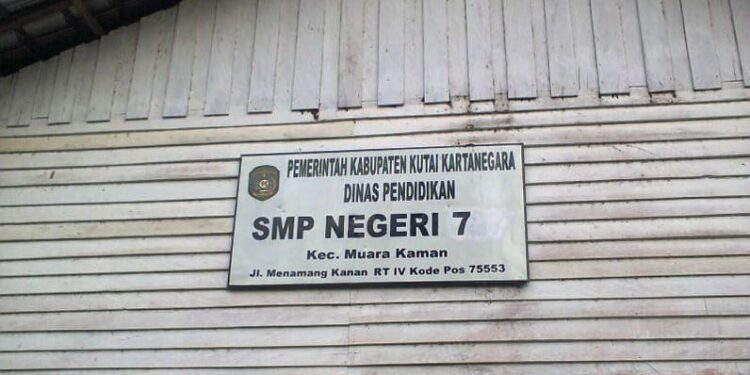 PEMERINTAH KABUPATEN KUTAI KARTANEGARA
DINAS PENDIDIKAN
SMP NEGERI 7
Kec. Muara Kaman
Jl. Menamang Kanan RT IV Kode Pos 75553